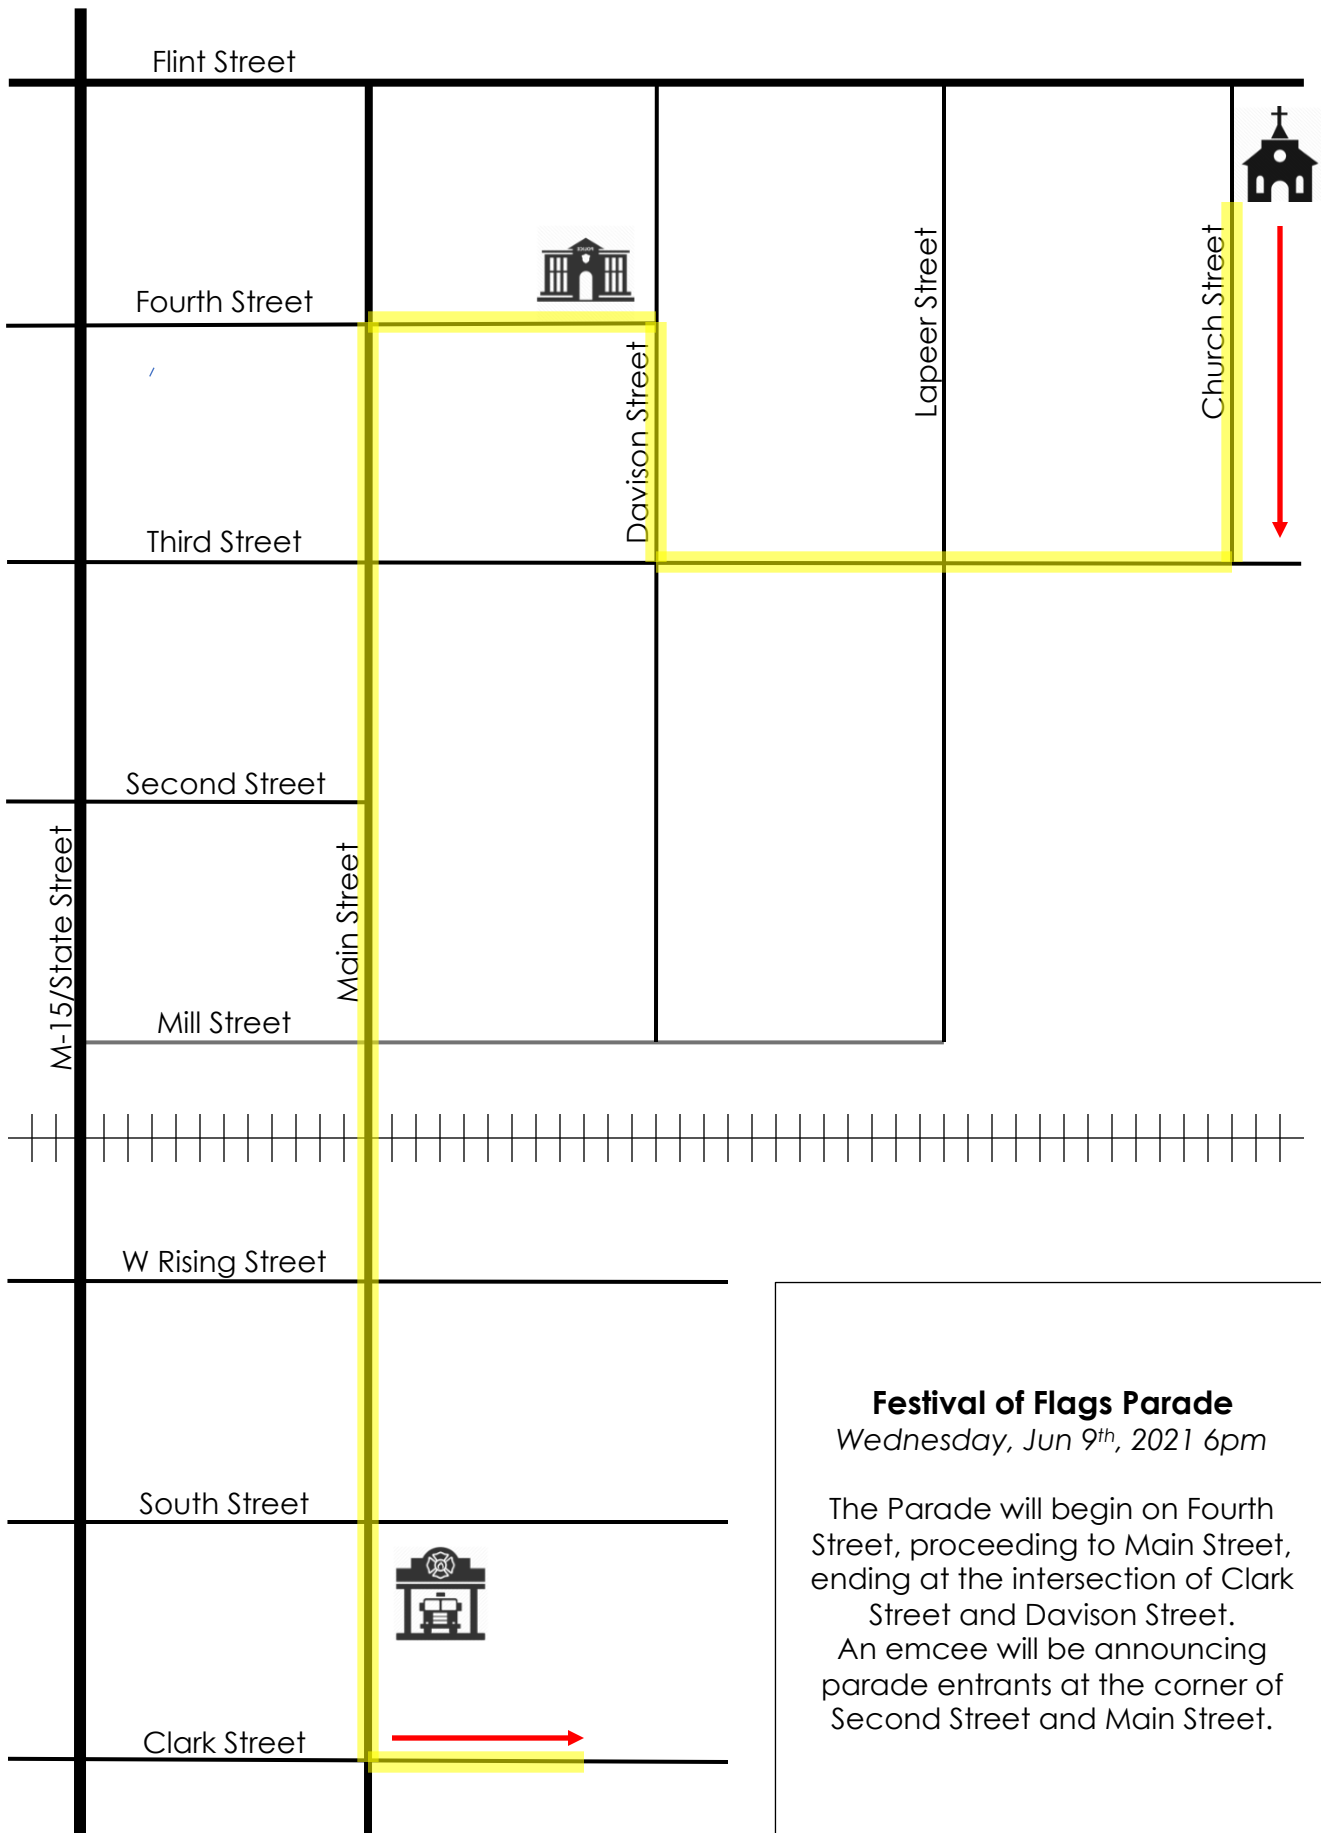 Flint Street
Fourth Street
Lapeer Street
Church Street
Davison Street
Third Street
Second Street
M-15/State Street
Main Street
Mill Street
W Rising Street
South Street
Clark Street
Festival of Flags Parade
Wednesday, Jun 9th, 2021 6pm
The Parade will begin on Fourth
Street, proceeding to Main Street,
ending at the intersection of Clark
Street and Davison Street.
An emcee will be announcing
parade entrants at the corner of
Second Street and Main Street.